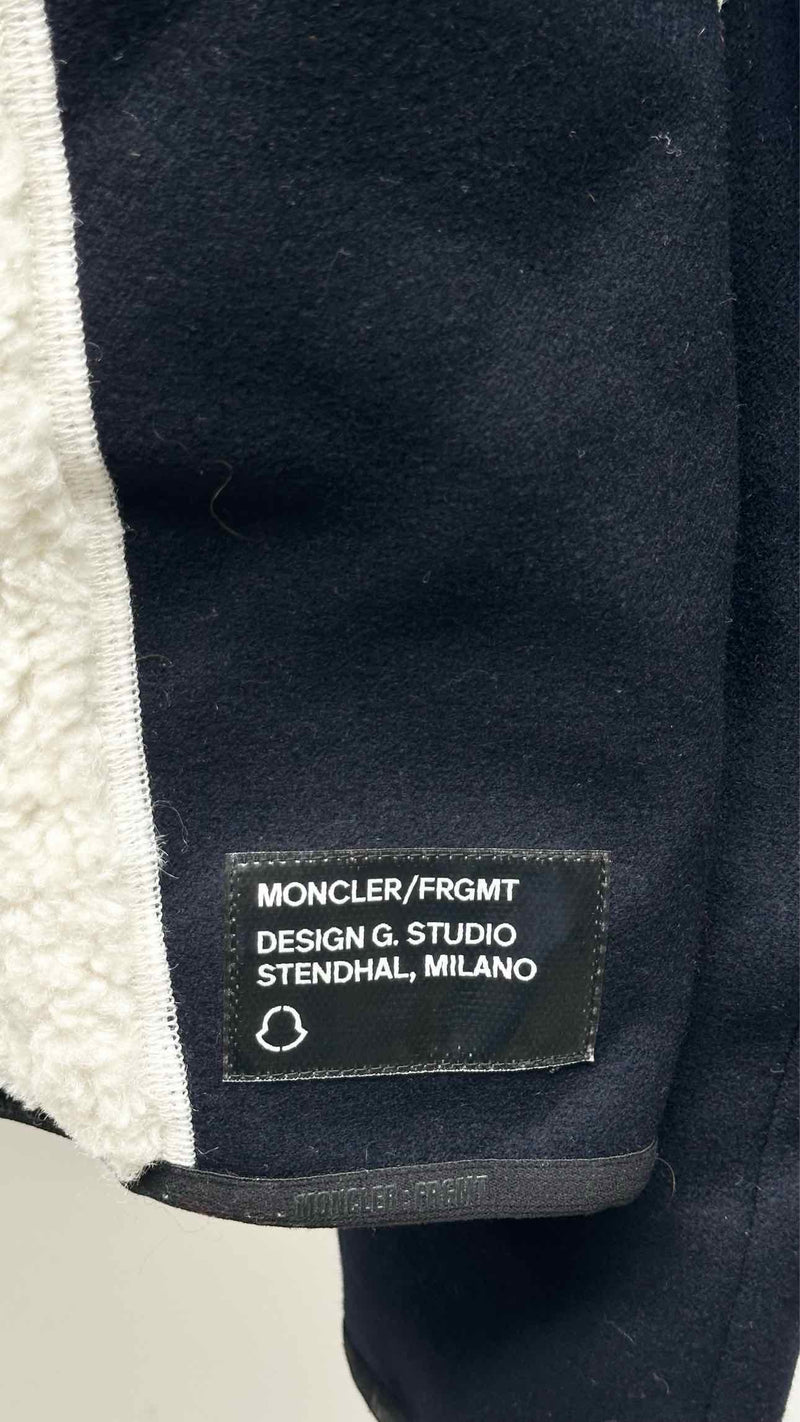 MONCLER/FRGMT
DESIGN G. STUDIO
STENDHAL, MILANO
MONCLER · FRGMT